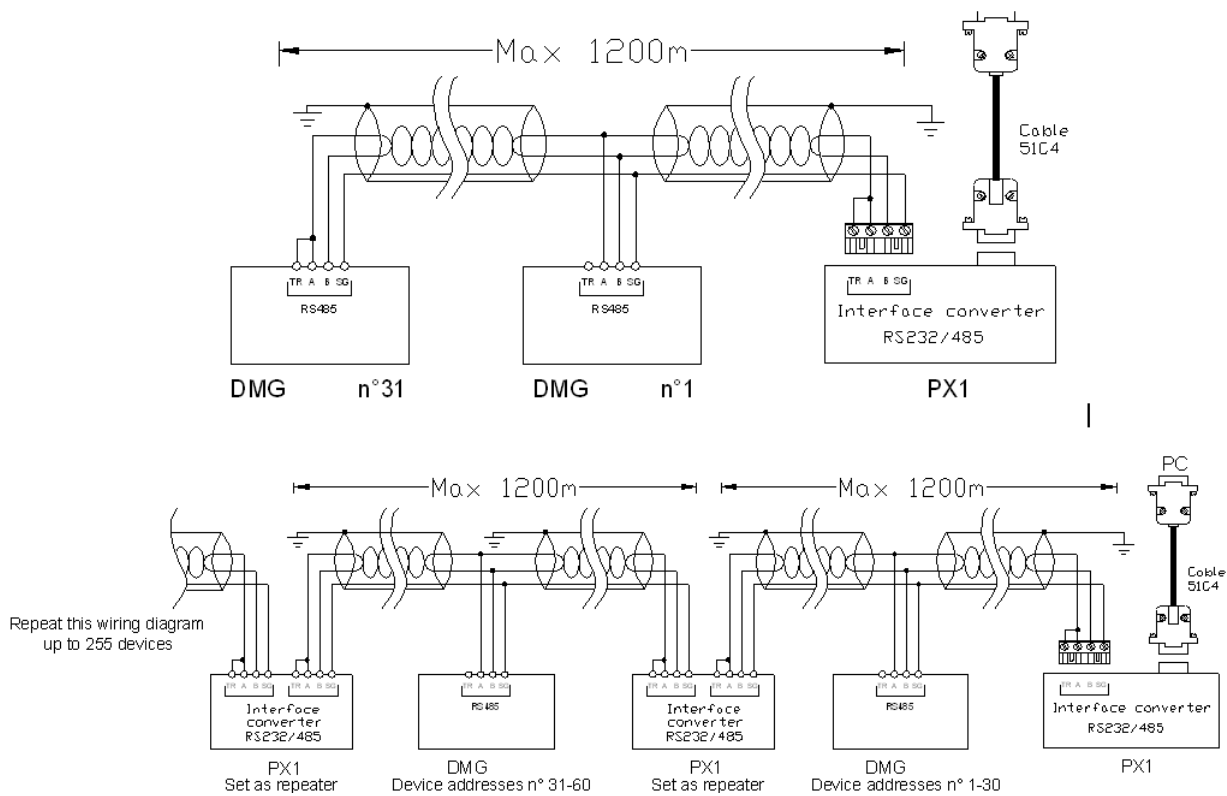 Max 1200m
Cable
51C4
TR A B SG
RS485
TR A B SG
RS485
TR A B SG
Interface converter
RS232/485
DMG n°31
DMG n°1
PX1
PC
Max 1200m
Max 1200m
Cable
51C4
Repeat this wiring diagram
up to 255 devices
TR A B SG
TR A B SG
Interface
converter
RS232/485
TR A B SG
RS485
TR A B SG
TR A B SG
Interface
converter
RS232/485
TR A B SG
RS485
TR A B SG
Interface converter
RS232/485
PX1
Set as repeater
DMG
Device addresses n° 31-60
PX1
Set as repeater
DMG
Device addresses n° 1-30
PX1